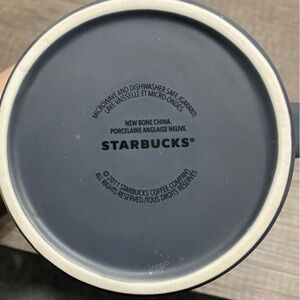 MICROWAVE AND DISHWASHER SAFE./GARANTI
LAVE-VAISSELLE ET MICRO-ONDES
NEW BONE CHINA.
PORCELAINE ANGLAISE NEUVE.
STARBUCKS®
© 2011 STARBUCKS COFFEE COMPANY
ALL RIGHTS RESERVED/TOUS DROITS RÉSERVÉS